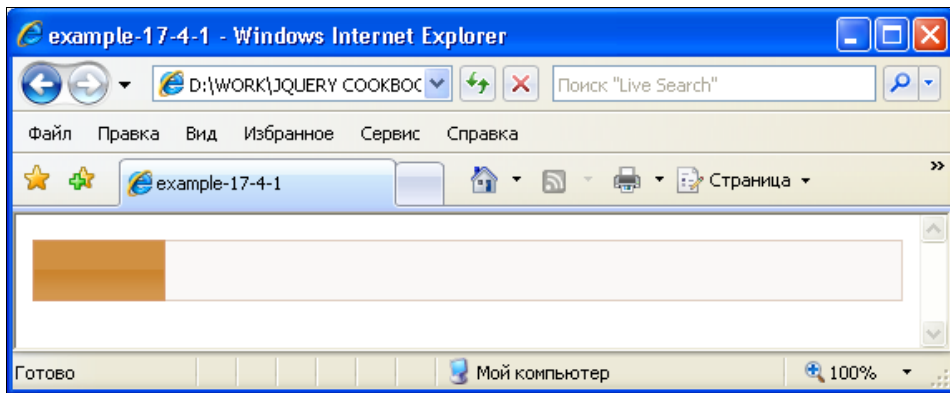 example-17-4-1 - Windows Internet Explorer
D:\WORK\JQUERY COOKBOC Поиск "Live Search"
Файл Правка Вид Избранное Сервис Справка
example-17-4-1 Страница »
Готово Мой компьютер 100%